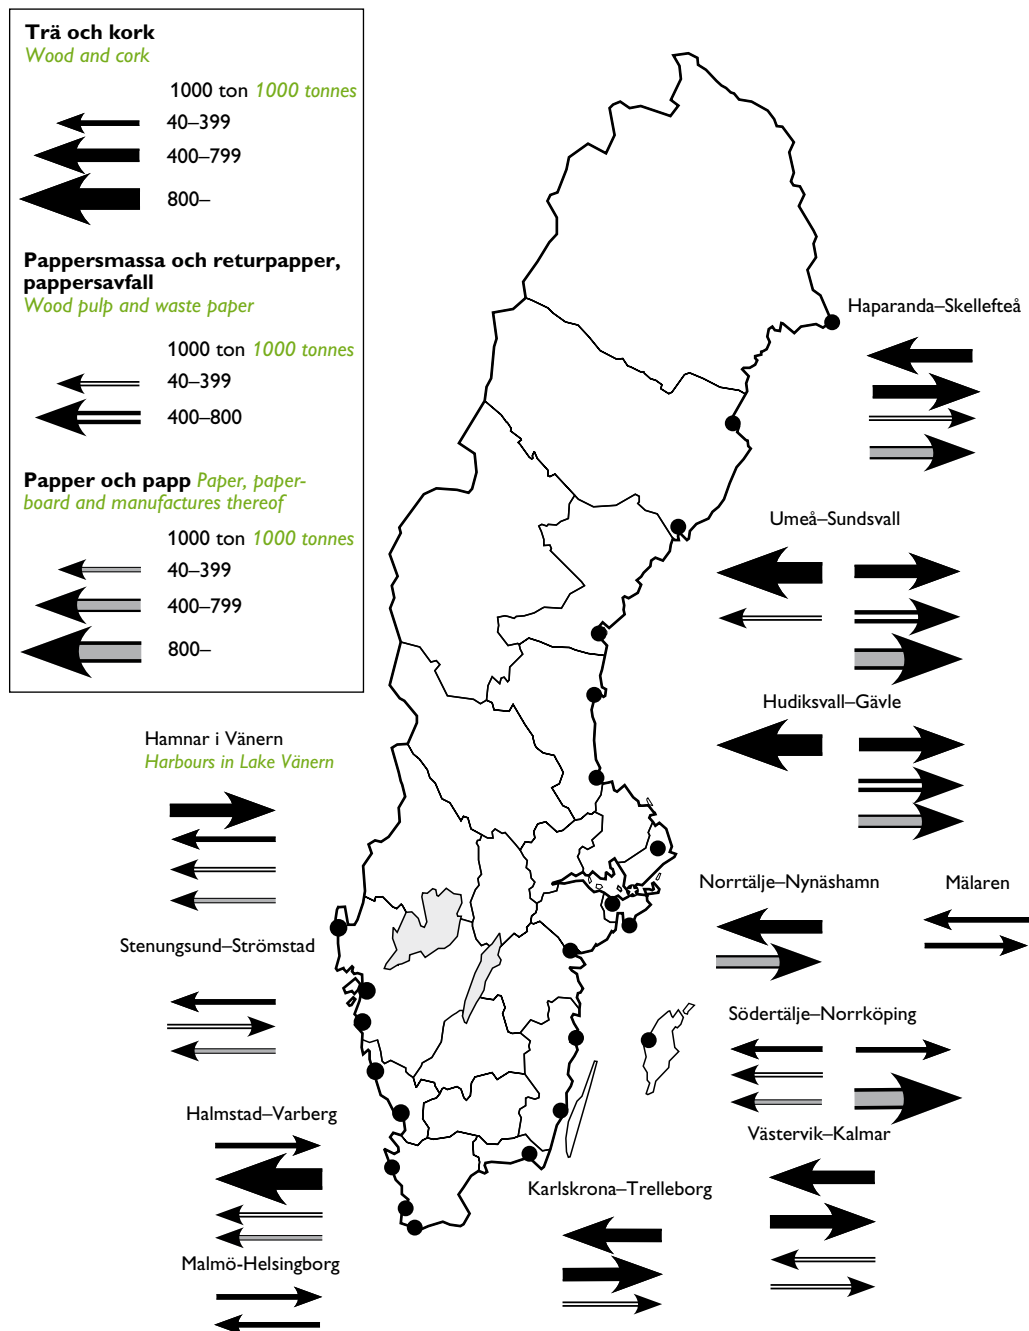 Trä och kork
Wood and cork
1000 ton 1000 tonnes
40–399
400–799
800–
Pappersmassa och returpapper,
pappersavfall
Wood pulp and waste paper
1000 ton 1000 tonnes
40–399
400–800
Papper och papp Paper, paper-
board and manufactures thereof
1000 ton 1000 tonnes
40–399
400–799
800–
Haparanda–Skellefteå
Umeå–Sundsvall
Hudiksvall–Gävle
Hamnar i Vänern
Harbours in Lake Vänern
Norrtälje–Nynäshamn
Mälaren
Stenungsund–Strömstad
Södertälje–Norrköping
Halmstad–Varberg
Västervik–Kalmar
Karlskrona–Trelleborg
Malmö-Helsingborg